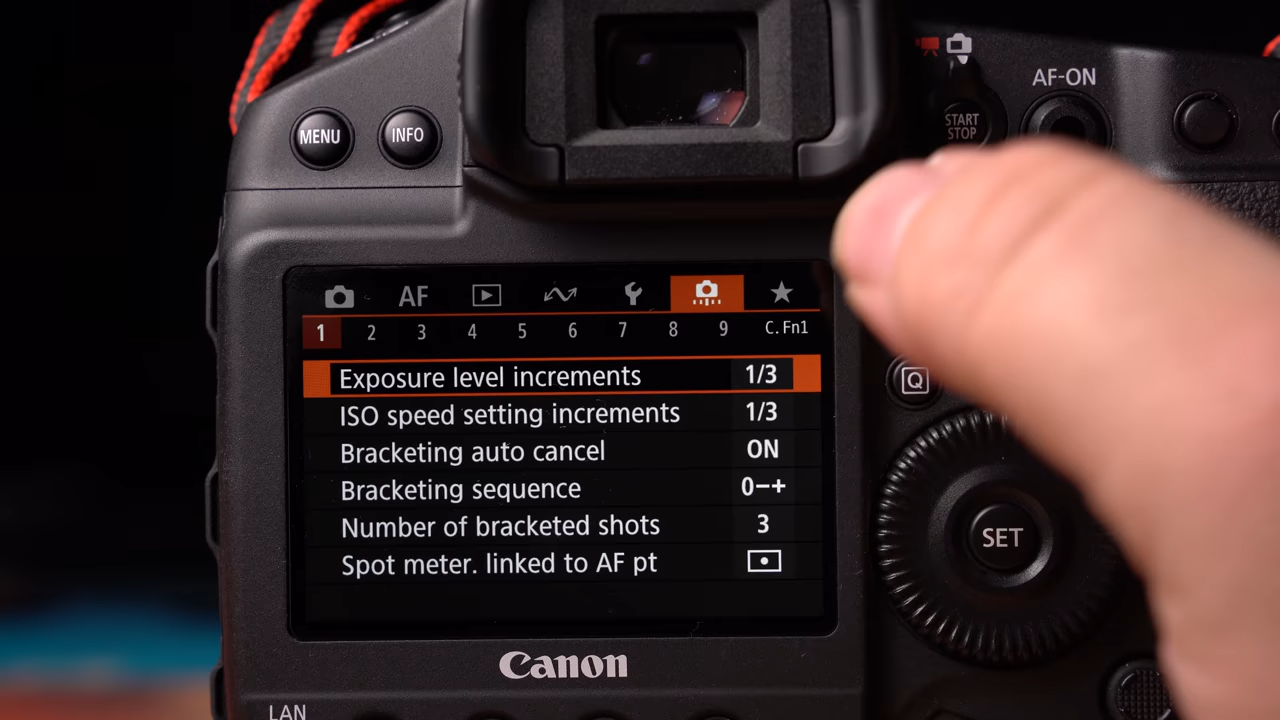 AF-ON
START
STOP
MENU
INFO
AF
1 2 3 4 5 6 7 8 9 C.Fn1
Exposure level increments 1/3
ISO speed setting increments 1/3
Bracketing auto cancel ON
Bracketing sequence 0−+
Number of bracketed shots 3
Spot meter. linked to AF pt
Q
SET
Canon
LAN